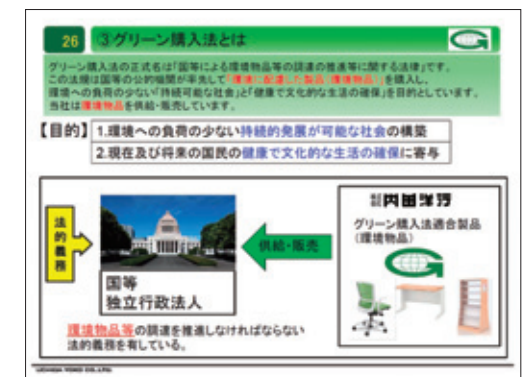 26 ③グリーン購入法とは
グリーン購入法の正式名は「国等による環境物品等の調達の推進等に関する法律」です。
この法規は国等の公的機関が率先して「環境に配慮した製品(環境物品)」を購入し、
環境への負荷の少ない「持続可能な社会」と「健康で文化的な生活の確保」を目的としています。
当社は環境物品を供給・販売しています。
【目的】
1.環境への負荷の少ない持続的発展が可能な社会の構築
2.現在及び将来の国民の健康で文化的な生活の確保に寄与
法的義務
国等
独立行政法人
供給・販売
株式会社内田洋行
グリーン購入法適合製品
(環境物品)
環境物品等の調達を推進しなければならない
法的義務を有している。
UCHIDA YOKO CO.,LTD.